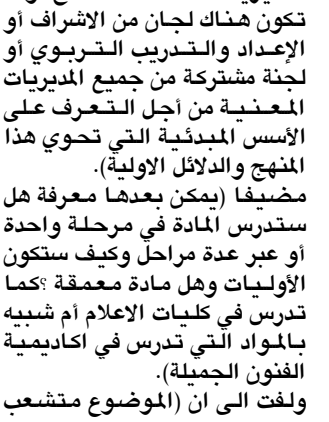 تكون هناك لجان من الاشراف أو
الإعداد والتدريب التربوي أو
لجنة مشتركة من جميع المديريات
المعنية من أجل التعرف على
الأسس المبدئية التي تحوي هذا
المنهج والدلائل الاولية).
مضيفا (يمكن بعدها معرفة هل
ستدرس المادة في مرحلة واحدة
أو عبر عدة مراحل وكيف ستكون
الأوليات وهل مادة معمقة ؟كما
تدرس في كليات الاعلام أم شبيه
بالمواد التي تدرس في اكاديمية
الفنون الجميلة).
ولفت الى ان (الموضوع متشعب